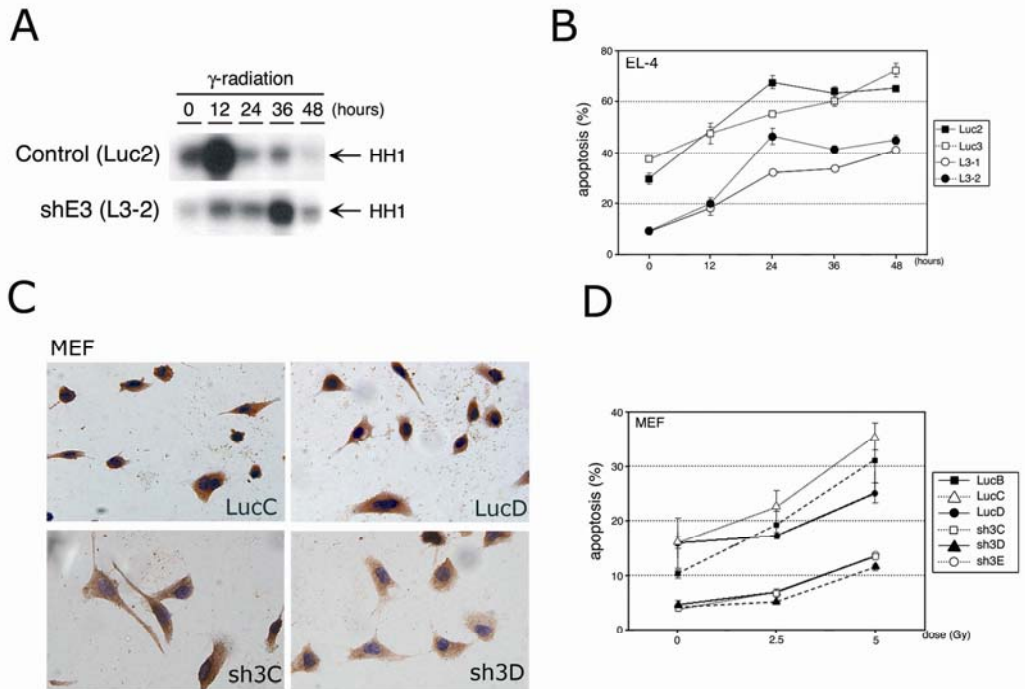 A
γ-radiation
0 12 24 36 48 (hours)
Control (Luc2)
HH1
shE3 (L3-2)
HH1
B
EL-4
80
60
40
20
0
apoptosis (%)
0 12 24 36 48 (hours)
Luc2
Luc3
L3-1
L3-2
C
MEF
LucC
LucD
sh3C
sh3D
D
MEF
40
30
20
10
0
apoptosis (%)
0 2.5 5 dose (Gy)
LucB
LucC
LucD
sh3C
sh3D
sh3E